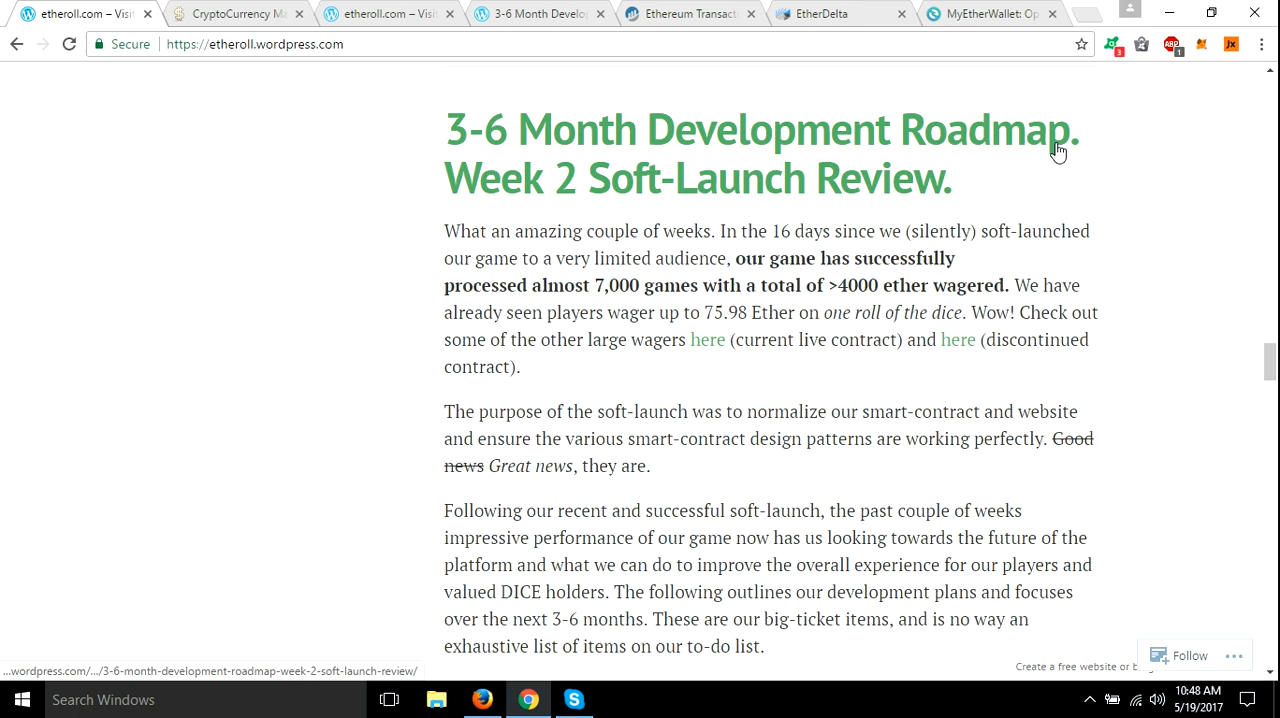 etheroll.com – Visit
CryptoCurrency M
etheroll.com – Visit
3-6 Month Develo
Ethereum Transact
EtherDelta
MyEtherWallet: Op
Secure
https://etheroll.wordpress.com
3
ABP
1
JX
3-6 Month Development Roadmap.
Week 2 Soft-Launch Review.
What an amazing couple of weeks. In the 16 days since we (silently) soft-launched
our game to a very limited audience, our game has successfully
processed almost 7,000 games with a total of >4000 ether wagered. We have
already seen players wager up to 75.98 Ether on one roll of the dice. Wow! Check out
some of the other large wagers here (current live contract) and here (discontinued
contract).
The purpose of the soft-launch was to normalize our smart-contract and website
and ensure the various smart-contract design patterns are working perfectly. Good
news Great news, they are.
Following our recent and successful soft-launch, the past couple of weeks
impressive performance of our game now has us looking towards the future of the
platform and what we can do to improve the overall experience for our players and
valued DICE holders. The following outlines our development plans and focuses
over the next 3-6 months. These are our big-ticket items, and is no way an
exhaustive list of items on our to-do list.
Follow
Create a free website or b
...wordpress.com/.../3-6-month-development-roadmap-week-2-soft-launch-review/
Search Windows
10:48 AM
5/19/2017